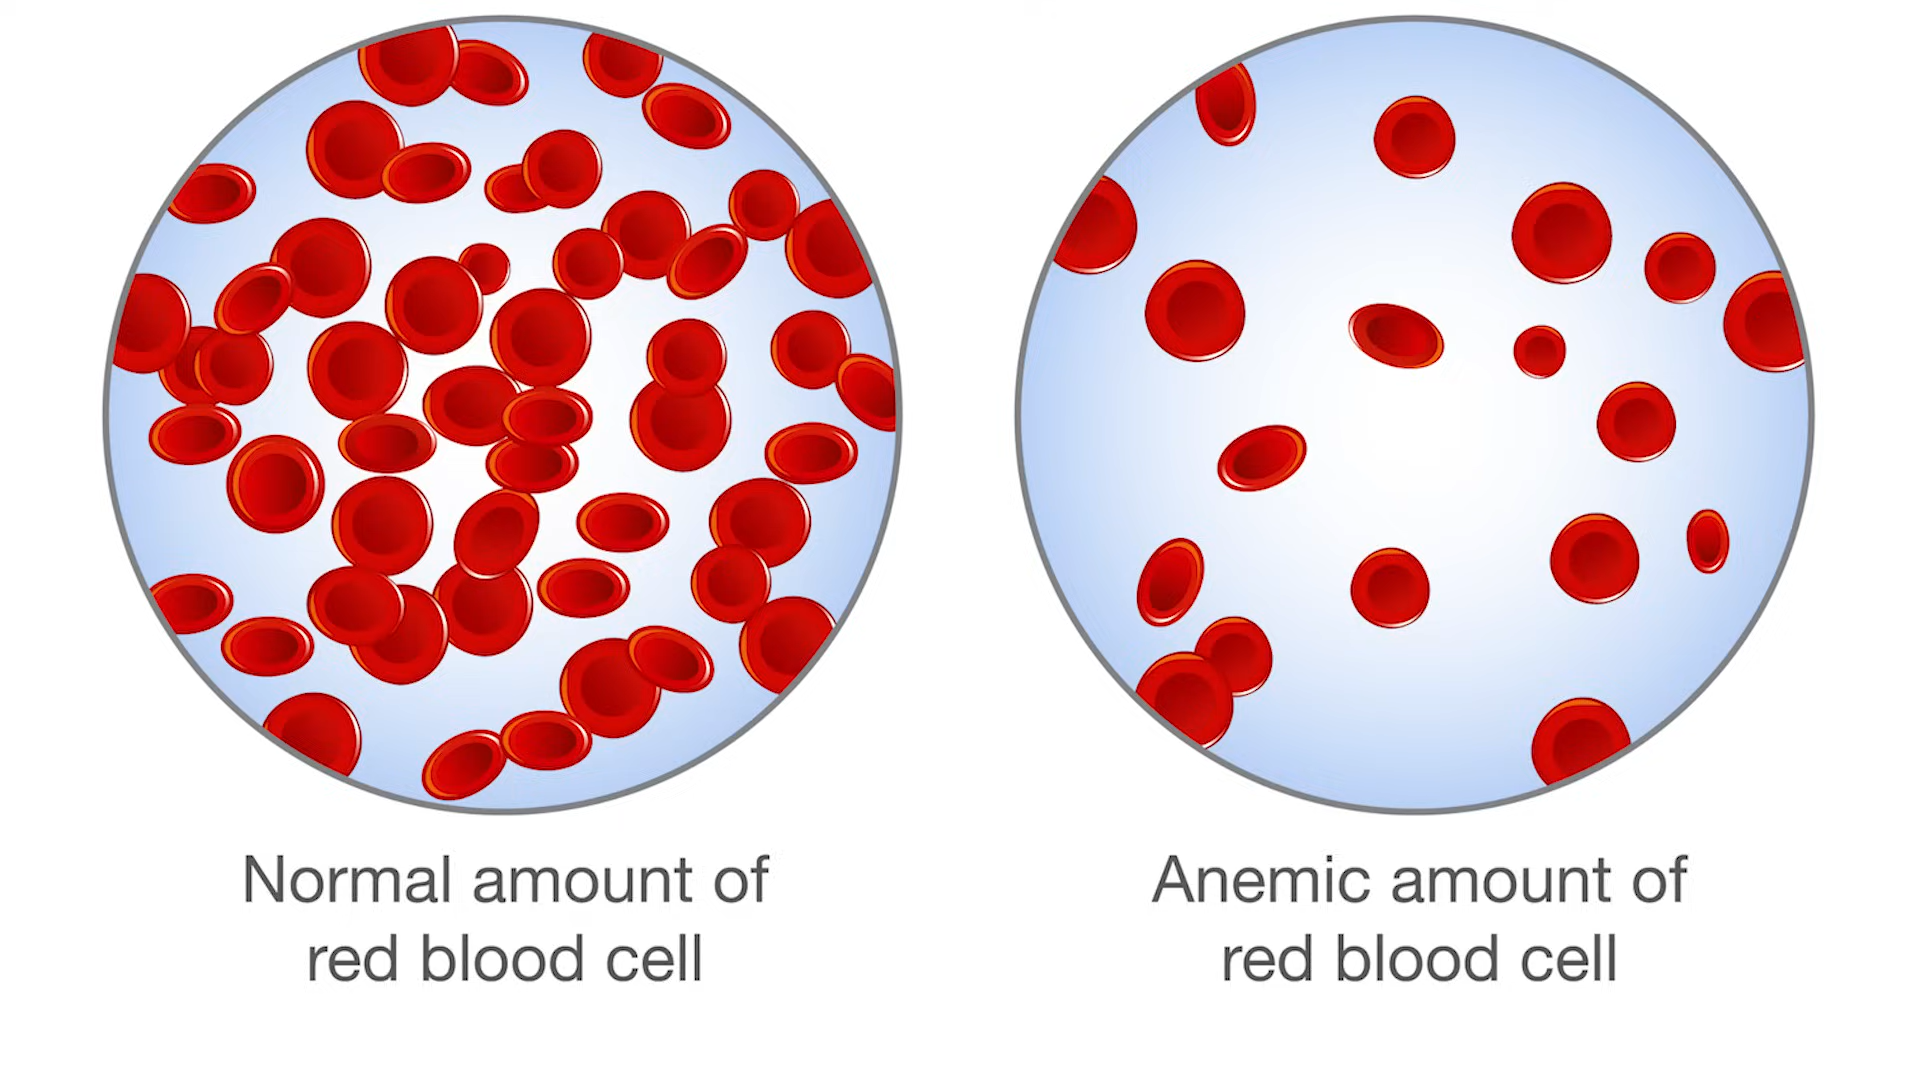 Normal amount of
red blood cell
Anemic amount of
red blood cell